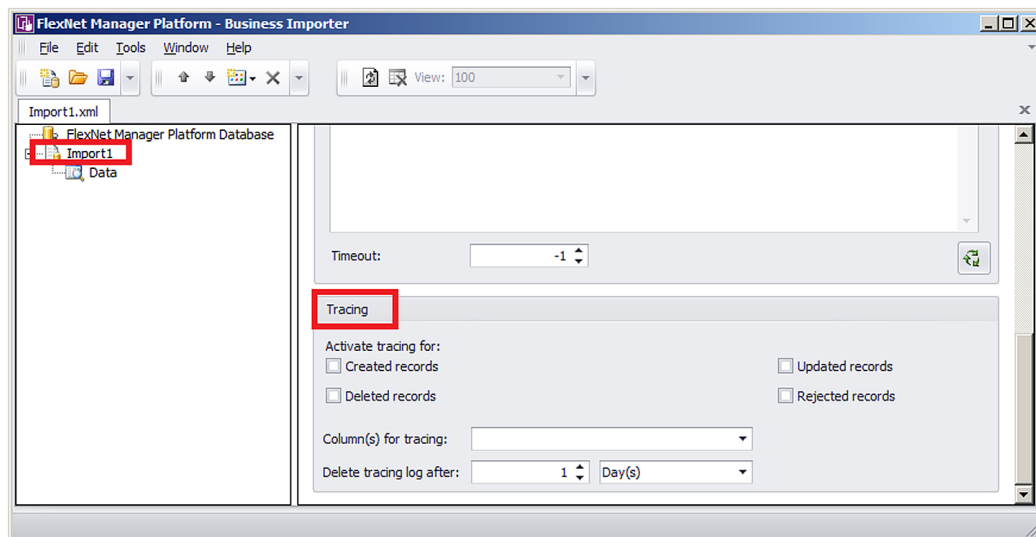 FlexNet Manager Platform - Business Importer
File Edit Tools Window Help
View: 100
Import1.xml
FlexNet Manager Platform Database
Import1
Data
Timeout: -1
Tracing
Activate tracing for:
Created records Updated records
Deleted records Rejected records
Column(s) for tracing:
Delete tracing log after: 1 Day(s)